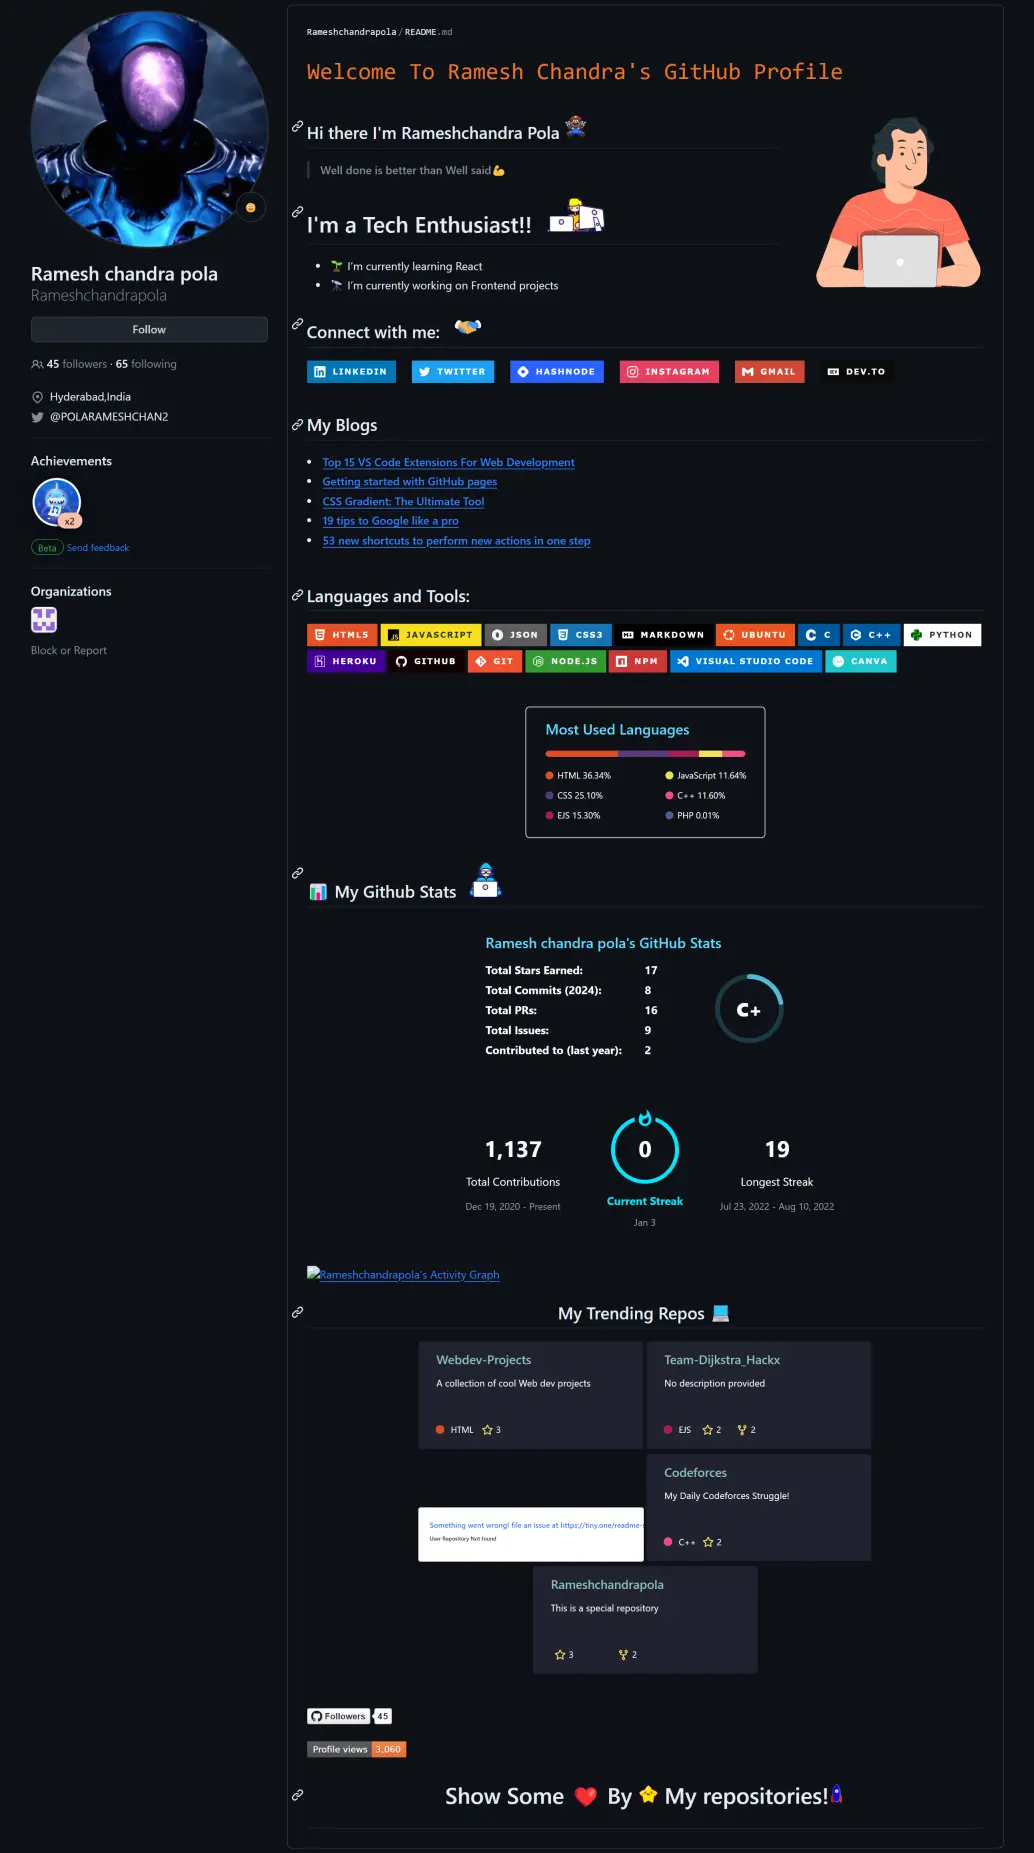 Ramesh chandra pola
Rameshchandrapola
Follow
45 followers · 65 following
Hyderabad,India
@POLARAMESHCHAN2
Achievements
x2
Beta Send feedback
Organizations
Block or Report
Rameshchandrapola/README.md
Welcome To Ramesh Chandra's GitHub Profile
Hi there I'm Rameshchandra Pola
Well done is better than Well said💪
I'm a Tech Enthusiast!!
🌱 I'm currently learning React
🔭 I'm currently working on Frontend projects
Connect with me:
LINKEDIN TWITTER HASHNODE INSTAGRAM GMAIL DEV.TO
My Blogs
Top 15 VS Code Extensions For Web Development
Getting started with GitHub pages
CSS Gradient: The Ultimate Tool
19 tips to Google like a pro
53 new shortcuts to perform new actions in one step
Languages and Tools:
HTML5 JAVASCRIPT JSON CSS3 MARKDOWN UBUNTU C C++ PYTHON
HEROKU GITHUB GIT NODE.JS NPM VISUAL STUDIO CODE CANVA
Most Used Languages
HTML 36.34% JavaScript 11.64%
CSS 25.10% C++ 11.60%
EJS 15.30% PHP 0.01%
📊 My Github Stats
Ramesh chandra pola's GitHub Stats
Total Stars Earned: 17
Total Commits (2024): 8
Total PRs: 16
Total Issues: 9
Contributed to (last year): 2
C+
1,137 0 19
Total Contributions Current Streak Longest Streak
Dec 19, 2020 - Present Jan 3 Jul 23, 2022 - Aug 10, 2022
Rameshchandrapola's Activity Graph
My Trending Repos 💻
Webdev-Projects
A collection of cool Web dev projects
HTML 3
Team-Dijkstra_Hackx
No description provided
EJS 2 2
Something went wrong! file an issue at https://tiny.one/readme-s
User Repository Not found
Codeforces
My Daily Codeforces Struggle!
C++ 2
Rameshchandrapola
This is a special repository
3 2
Followers 45
Profile views 3,060
Show Some ❤️ By ⭐ My repositories!🚀